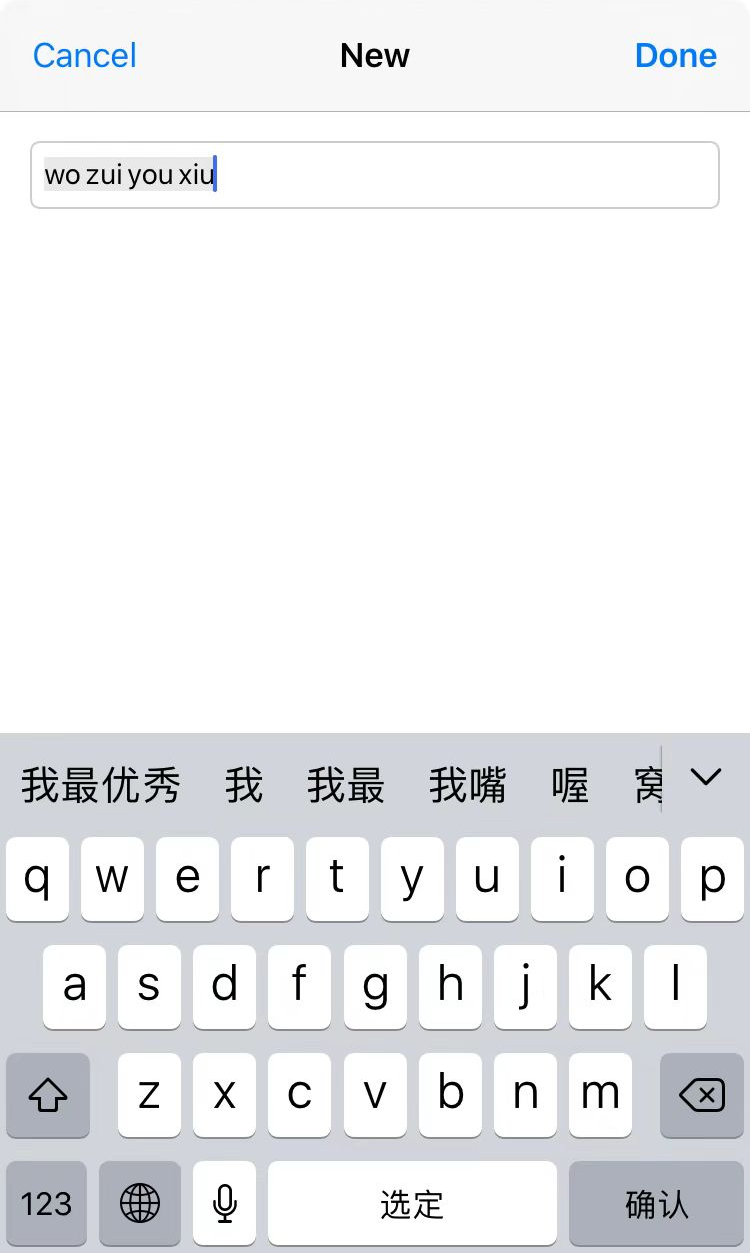 Cancel New Done
wo zui you xiu
我最优秀 我 我最 我嘴 喔 窝
q w e r t y u i o p
a s d f g h j k l
z x c v b n m
123 选定 确认